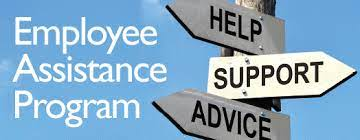 Employee
Assistance
Program
HELP
SUPPORT
ADVICE